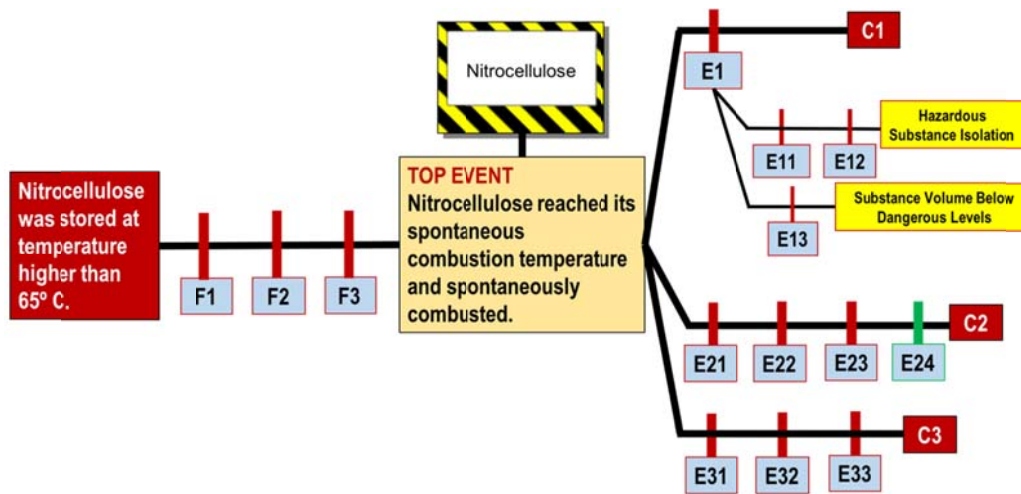 Nitrocellulose
Nitrocellulose
was stored at
temperature
higher than
65º C.
F1
F2
F3
TOP EVENT
Nitrocellulose reached its
spontaneous
combustion temperature
and spontaneously
combusted.
C1
E1
Hazardous
Substance Isolation
E11
E12
Substance Volume Below
Dangerous Levels
E13
C2
E21
E22
E23
E24
C3
E31
E32
E33